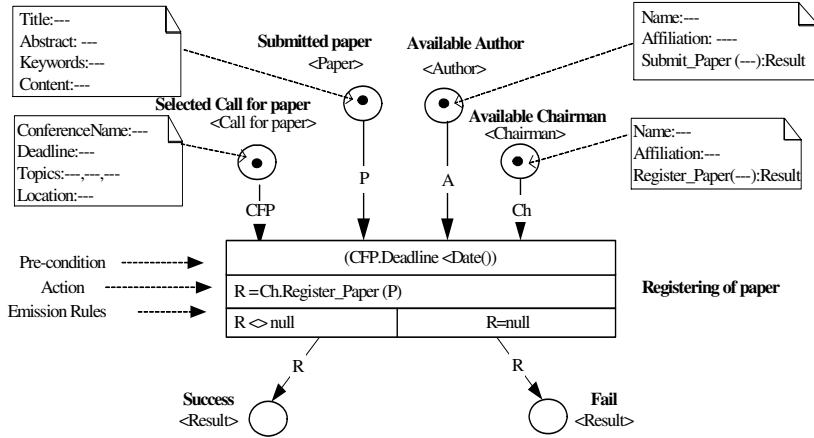 Title:---
Abstract: ---
Keywords:---
Content:---
Submitted paper
<Paper>
Available Author
<Author>
Name:---
Affiliation: ----
Submit_Paper (---):Result
Selected Call for paper
<Call for paper>
Available Chairman
<Chairman>
ConferenceName:---
Deadline:---
Topics:---,---,---
Location:---
Name:---
Affiliation:---
Register_Paper(---):Result
CFP
P
A
Ch
Pre-condition
(CFP.Deadline <Date())
Action
R =Ch.Register_Paper (P)
Registering of paper
Emission Rules
R <> null
R=null
R
R
Success
<Result>
Fail
<Result>